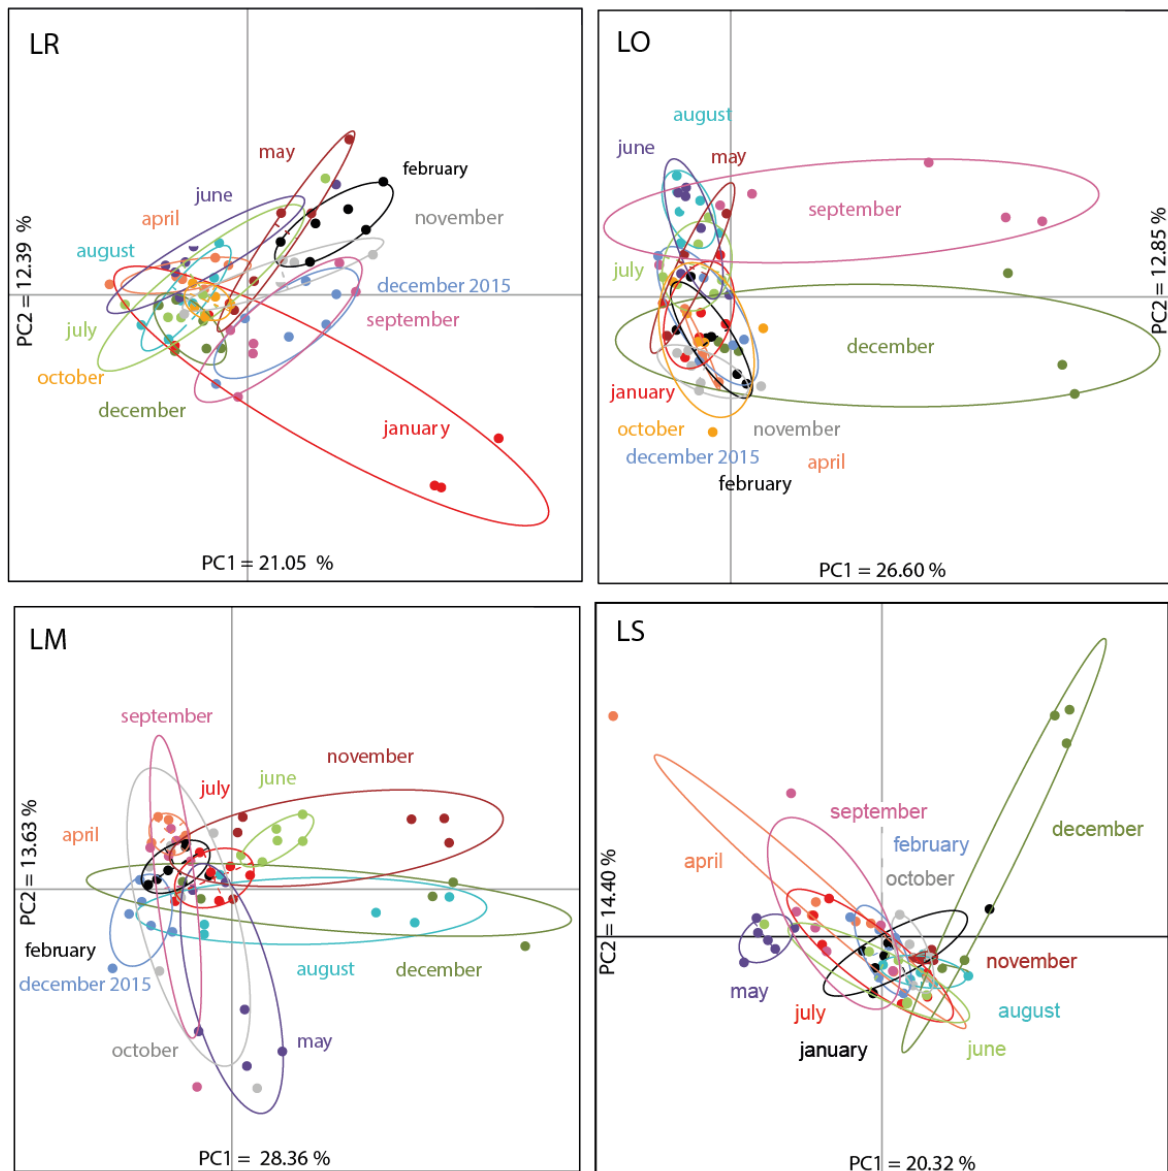 LR
may
february
june
april
november
august
december 2015
september
july
october
december
january
PC2 = 12.39 %
PC1 = 21.05 %
LO
august
june
may
september
july
december
january
october
november
december 2015
april
february
PC2 = 12.85 %
PC1 = 26.60 %
LM
september
november
july
june
april
february
december 2015
august
december
october
may
PC2 = 13.63 %
PC1 = 28.36 %
LS
september
december
february
april
october
november
may
july
august
january
june
PC2 = 14.40 %
PC1 = 20.32 %